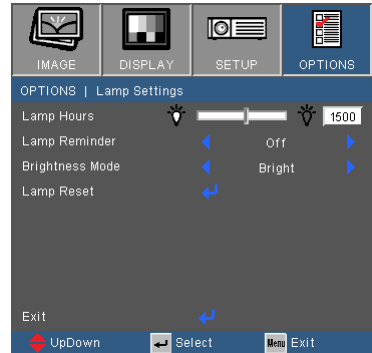 IMAGE DISPLAY SETUP OPTIONS
OPTIONS | Lamp Settings
Lamp Hours 1500
Lamp Reminder Off
Brightness Mode Bright
Lamp Reset
Exit
UpDown Select Menu Exit